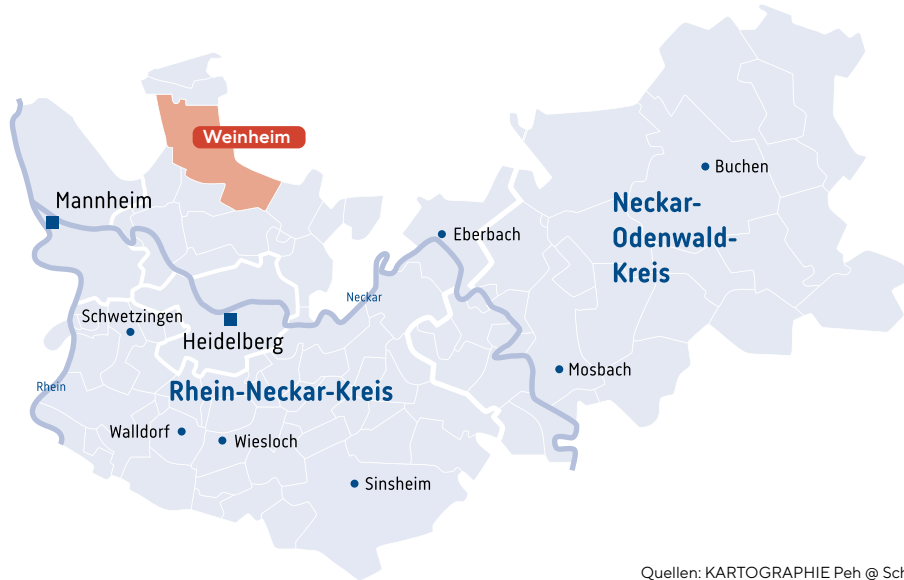 Weinheim
Buchen
Mannheim
Neckar-
Odenwald-
Kreis
Eberbach
Neckar
Schwetzingen
Heidelberg
Mosbach
Rhein
Rhein-Neckar-Kreis
Walldorf
Wiesloch
Sinsheim
Quellen: KARTOGRAPHIE Peh @ Sch